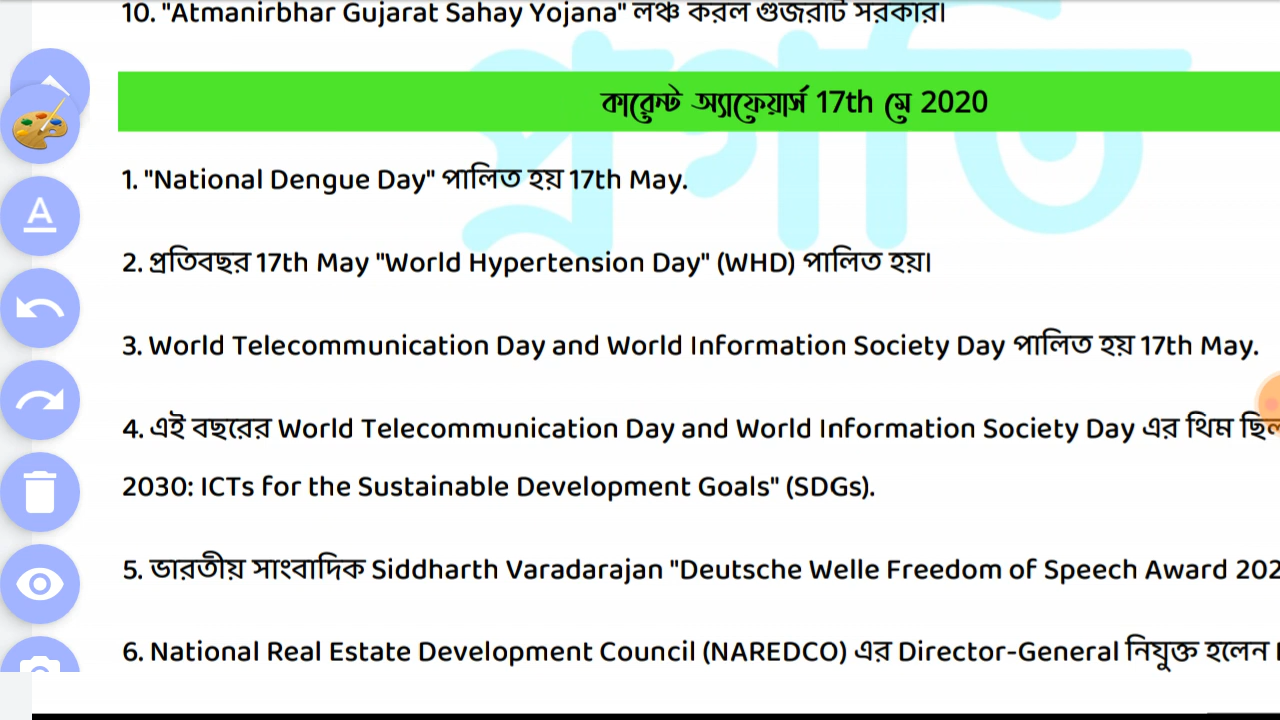 10. "Atmanirbhar Gujarat Sahay Yojana" লঞ্চ করল গুজরাট সরকার।
কারেন্ট অ্যাফেয়ার্স 17th মে 2020
1. "National Dengue Day" পালিত হয় 17th May.
2. প্রতিবছর 17th May "World Hypertension Day" (WHD) পালিত হয়।
3. World Telecommunication Day and World Information Society Day পালিত হয় 17th May.
4. এই বছরের World Telecommunication Day and World Information Society Day এর থিম
2030: ICTs for the Sustainable Development Goals" (SDGs).
5. ভারতীয় সাংবাদিক Siddharth Varadarajan "Deutsche Welle Freedom of Speech Award
6. National Real Estate Development Council (NAREDCO) এর Director-General নিযুক্ত হলেন
প্রগতি